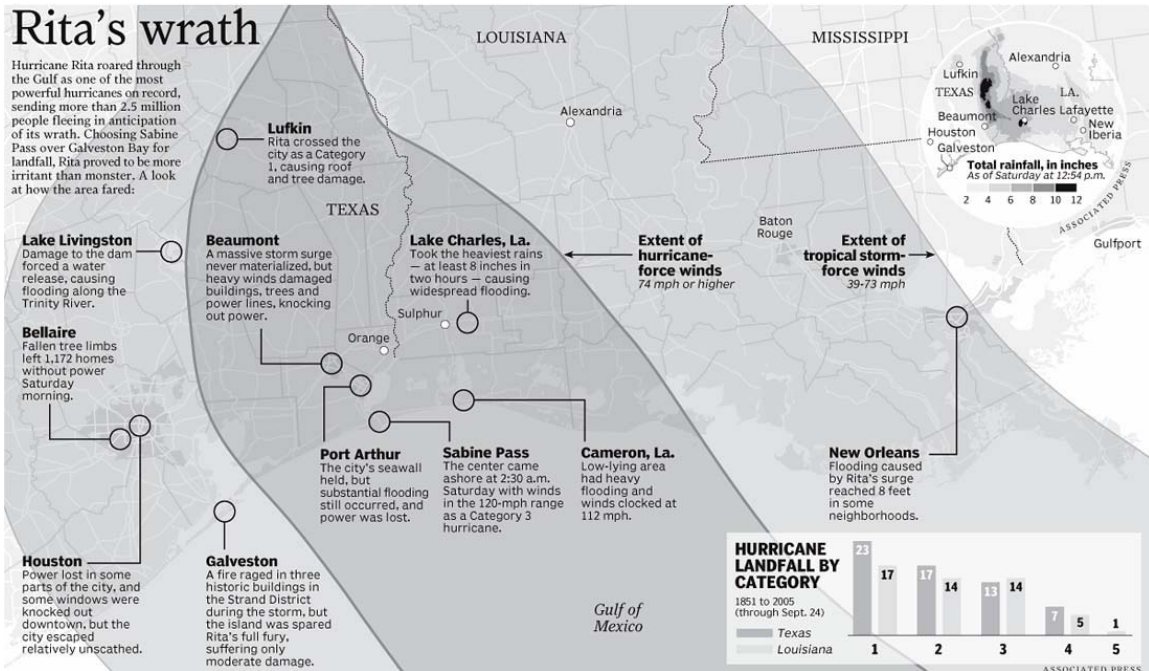 Rita's wrath
Hurricane Rita roared through
the Gulf as one of the most
powerful hurricanes on record,
sending more than 2.5 million
people fleeing in anticipation
of its wrath. Choosing Sabine
Pass over Galveston Bay for
landfall, Rita proved to be more
irritant than monster. A look
at how the area fared:
LOUISIANA
MISSISSIPPI
TEXAS
Alexandria
Baton
Rouge
Gulfport
Sulphur
Orange
Gulf of
Mexico
Lufkin
Rita crossed the
city as a Category
1, causing roof
and tree damage.
Lake Livingston
Damage to the dam
forced a water
release, causing
flooding along the
Trinity River.
Beaumont
A massive storm surge
never materialized, but
heavy winds damaged
buildings, trees and
power lines, knocking
out power.
Lake Charles, La.
Took the heaviest rains
— at least 8 inches in
two hours — causing
widespread flooding.
Extent of
hurricane-
force winds
74 mph or higher
Extent of
tropical storm-
force winds
39-73 mph
Bellaire
Fallen tree limbs
left 1,172 homes
without power
Saturday
morning.
Port Arthur
The city's seawall
held, but
substantial flooding
still occurred, and
power was lost.
Sabine Pass
The center came
ashore at 2:30 a.m.
Saturday with winds
in the 120-mph range
as a Category 3
hurricane.
Cameron, La.
Low-lying area
had heavy
flooding and
winds clocked at
112 mph.
New Orleans
Flooding caused
by Rita's surge
reached 8 feet
in some
neighborhoods.
Houston
Power lost in some
parts of the city, and
some windows were
knocked out
downtown, but the
city escaped
relatively unscathed.
Galveston
A fire raged in three
historic buildings in
the Strand District
during the storm, but
the island was spared
Rita's full fury,
suffering only
moderate damage.
Alexandria
Lufkin
TEXAS
LA.
Lake
Charles
Lafayette
Beaumont
New
Iberia
Houston
Galveston
Total rainfall, in inches
As of Saturday at 12:54 p.m.
2 4 6 8 10 12
ASSOCIATED PRESS
HURRICANE
LANDFALL BY
CATEGORY
1851 to 2005
(through Sept. 24)
Texas
Louisiana
23 17 17 14 13 14 7 5 1
1 2 3 4 5
ASSOCIATED PRESS